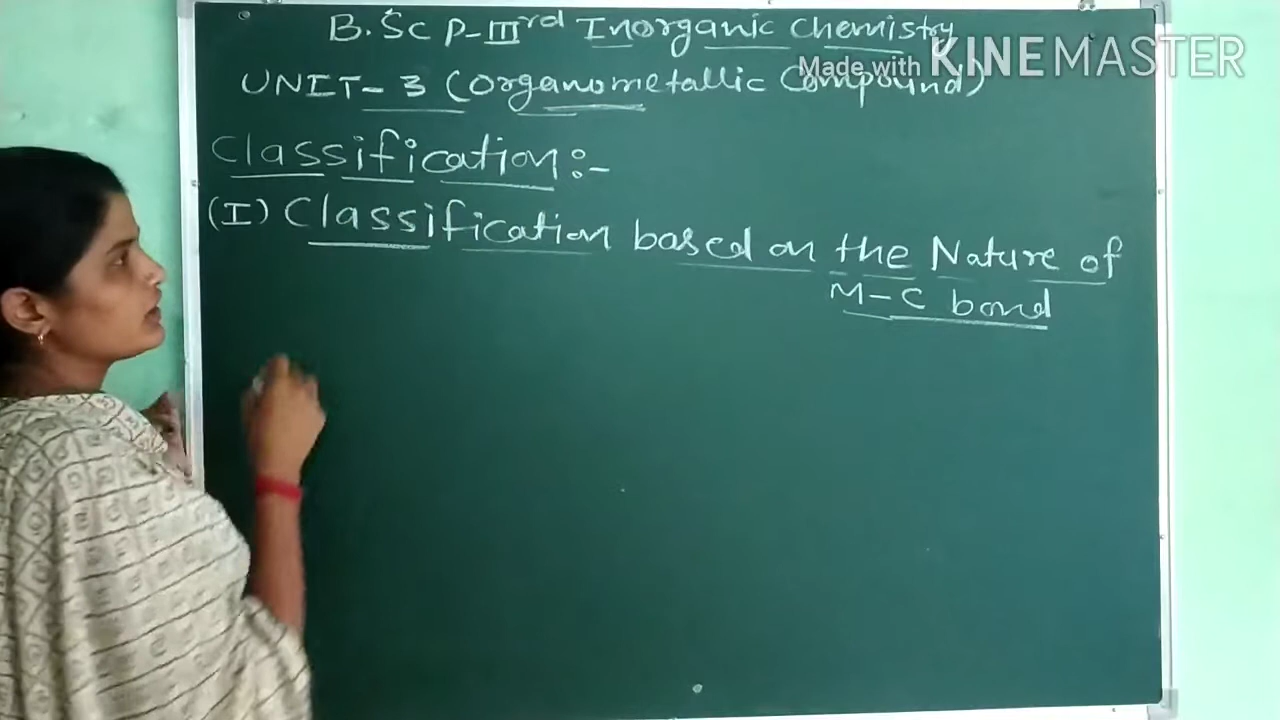 B.Sc P-IIIrd Inorganic Chemistry
Made with KINEMASTER
UNIT-3 (Organometallic Compound)
Classification:-
(I) Classification based on the Nature of
M-C bond